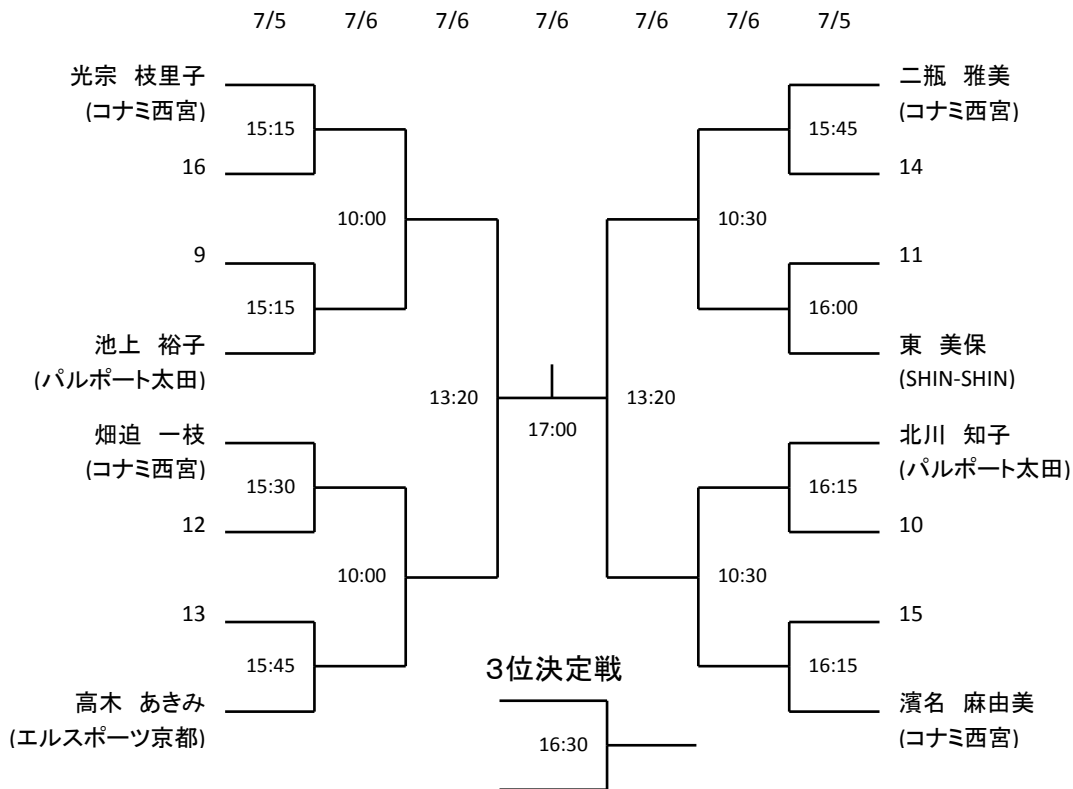 7/5 7/6 7/6 7/6 7/6 7/6 7/5
光宗 枝里子
(コナミ西宮)
15:15
16
10:00
9
15:15
池上 裕子
(パルポート太田)
13:20
畑迫 一枝
(コナミ西宮)
15:30
12
10:00
13
15:45
高木 あきみ
(エルスポーツ京都)
17:00
二瓶 雅美
(コナミ西宮)
15:45
14
10:30
11
16:00
東 美保
(SHIN-SHIN)
13:20
北川 知子
(パルポート太田)
16:15
10
10:30
15
16:15
濱名 麻由美
(コナミ西宮)
3位決定戦
16:30